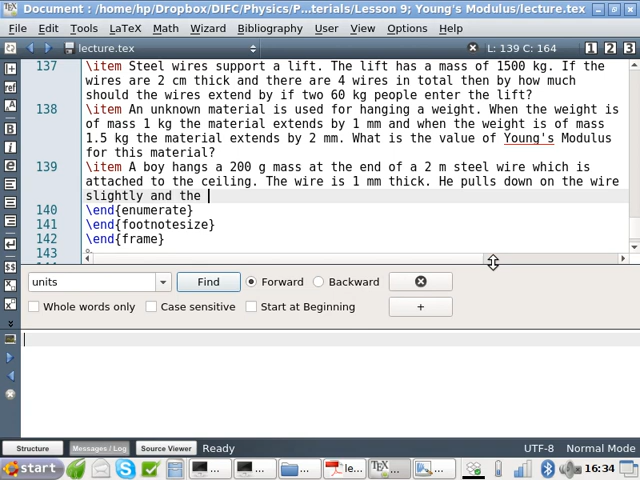 Document : /home/hp/Dropbox/DIFC/Physics/P...terials/Lesson 9; Young's Modulus/lecture.tex
File Edit Tools LaTeX Math Wizard Bibliography User View Options Help
lecture.tex L: 139 C: 164 1 2 3
137 \item Steel wires support a lift. The lift has a mass of 1500 kg. If the
wires are 2 cm thick and there are 4 wires in total then by how much
should the wires extend by if two 60 kg people enter the lift?
138 \item An unknown material is used for hanging a weight. When the weight is
of mass 1 kg the material extends by 1 mm and when the weight is of mass
1.5 kg the material extends by 2 mm. What is the value of Young's Modulus
for this material?
139 \item A boy hangs a 200 g mass at the end of a 2 m steel wire which is
attached to the ceiling. The wire is 1 mm thick. He pulls down on the wire
slightly and the
140 \end{enumerate}
141 \end{footnotesize}
142 \end{frame}
143
units Find Forward Backward
Whole words only Case sensitive Start at Beginning +
Structure Messages / Log Source Viewer Ready UTF-8 Normal Mode
start ... ... ... le... TEX ... ... 16:34